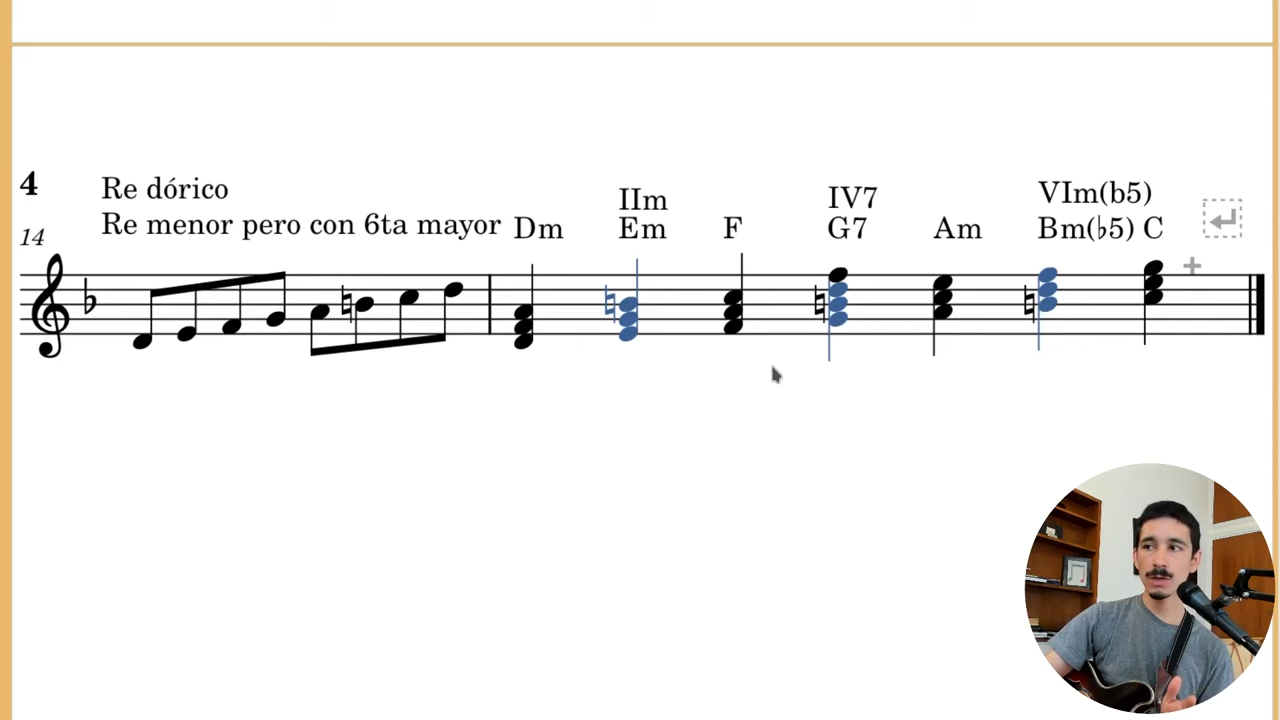 4
Re dórico
Re menor pero con 6ta mayor
14
IIm
IV7
VIm(b5)
Dm Em F G7 Am Bm(♭5) C